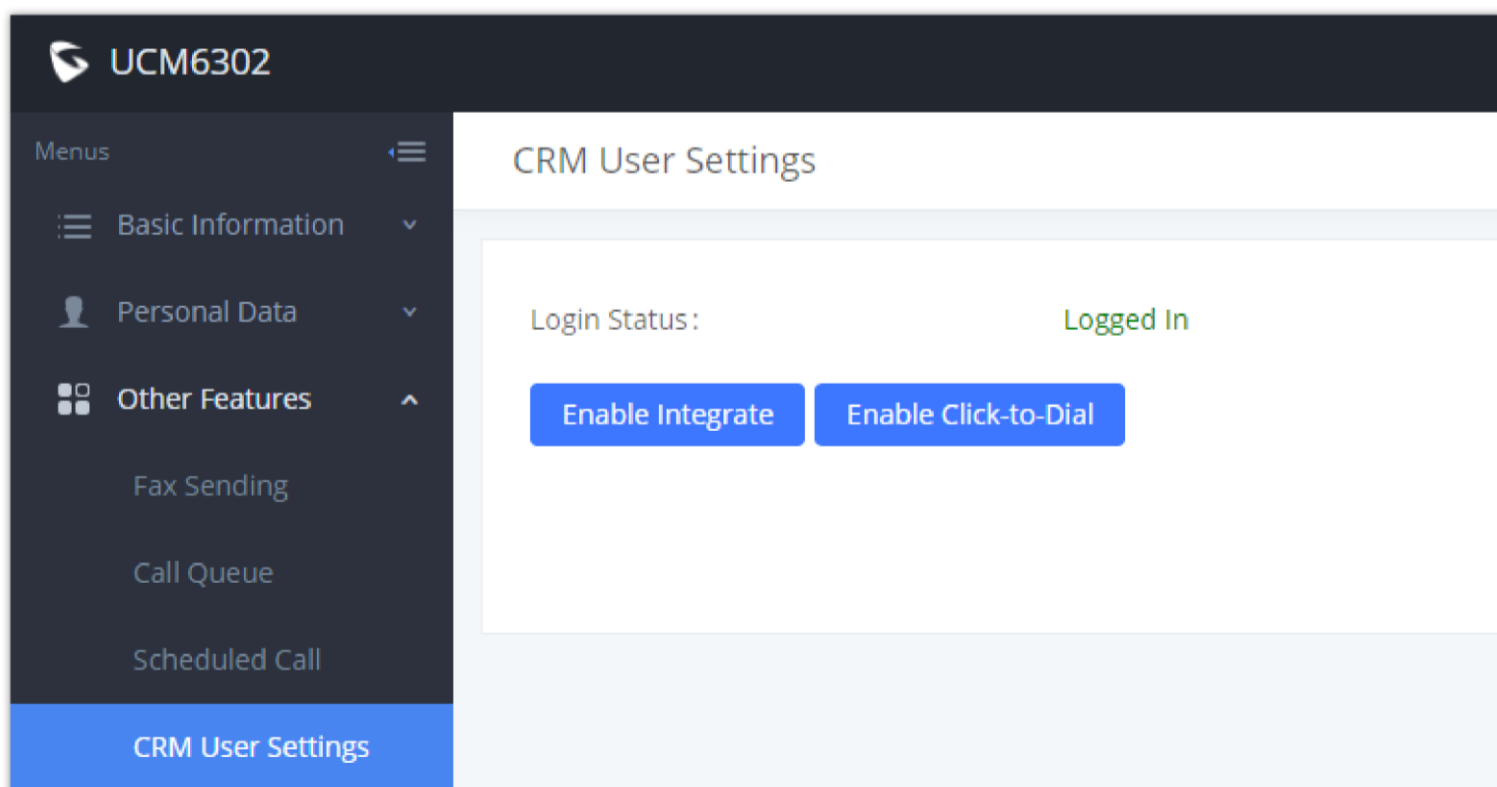 UCM6302
Menus
CRM User Settings
Basic Information
Personal Data
Login Status:
Logged In
Other Features
Enable Integrate
Enable Click-to-Dial
Fax Sending
Call Queue
Scheduled Call
CRM User Settings